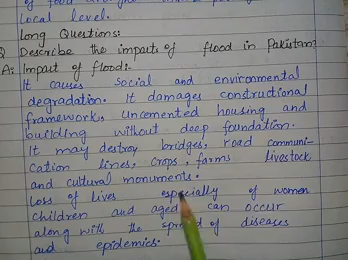 of food
Local level.
Long Questions:
Q Describe the impacts of flood in Pakistan?
A: Impact of flood:-
It causes social and environmental
degradation. It damages constructional
framework, uncemented housing and
building without deep foundation.
It may destroy bridges, road communi-
cation lines, crops, farms livestock
and cultural monuments.
Loss of lives especially of women
children and aged can occur
along with the spread of diseases
and epidemics.